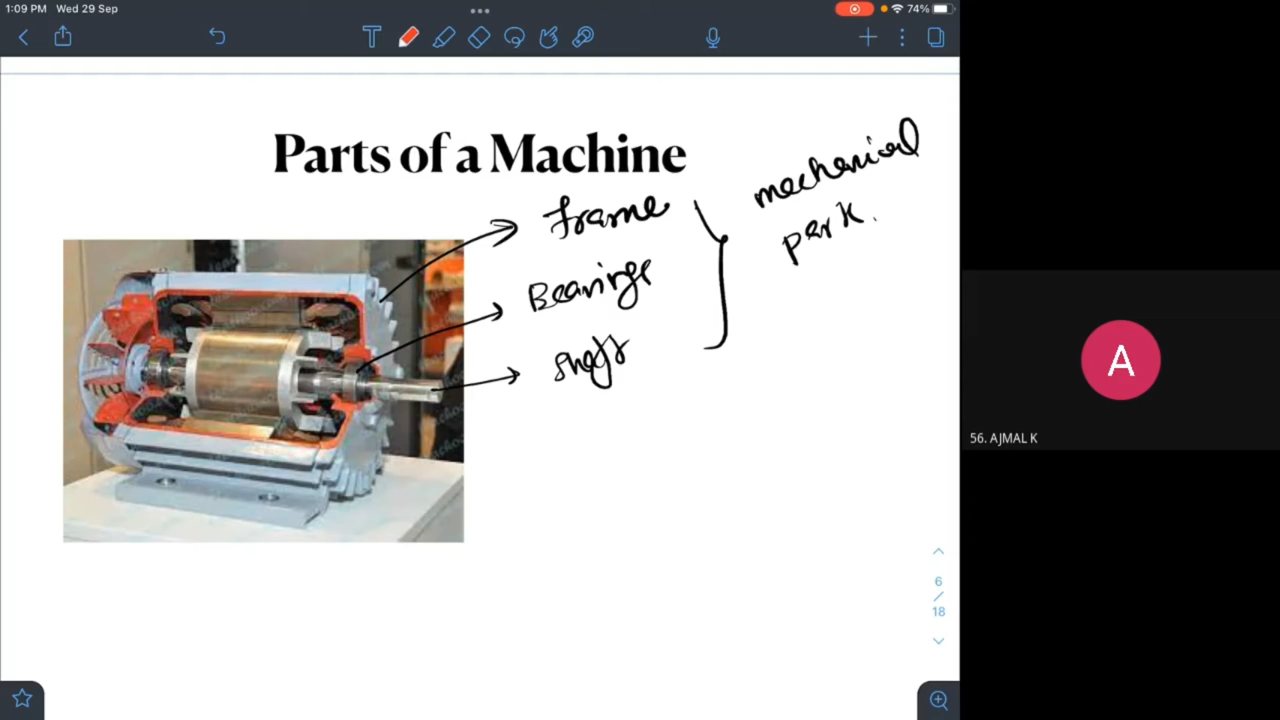 1:09 PM Wed 29 Sep
74%
T
Parts of a Machine
mechanical
park.
frame
Bearings
shaft
A
56. AJMAL K
6
/
18